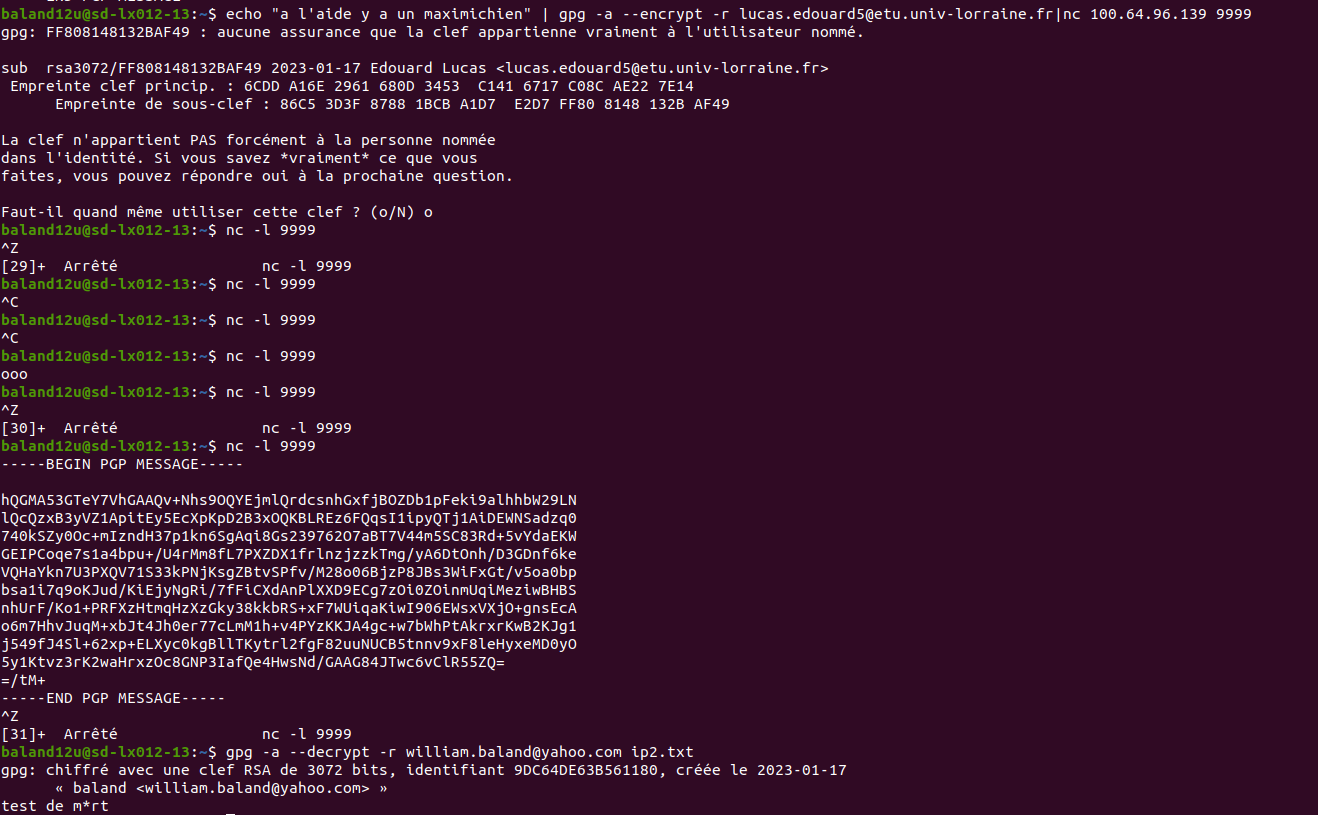 baland12u@sd-lx012-13:~$ echo "a l'aide y a un maximichien" | gpg -a --encrypt -r lucas.edouard5@etu.univ-lorraine.fr|nc 100.64.96.139 9999
gpg: FF808148132BAF49 : aucune assurance que la clef appartienne vraiment à l'utilisateur nommé.
sub  rsa3072/FF808148132BAF49 2023-01-17 Edouard Lucas <lucas.edouard5@etu.univ-lorraine.fr>
 Empreinte clef princip. : 6CDD A16E 2961 680D 3453  C141 6717 C08C AE22 7E14
      Empreinte de sous-clef : 86C5 3D3F 8788 1BCB A1D7  E2D7 FF80 8148 132B AF49
La clef n'appartient PAS forcément à la personne nommée
dans l'identité. Si vous savez *vraiment* ce que vous
faites, vous pouvez répondre oui à la prochaine question.
Faut-il quand même utiliser cette clef ? (o/N) o
baland12u@sd-lx012-13:~$ nc -l 9999
^Z
[29]+  Arrêté                nc -l 9999
baland12u@sd-lx012-13:~$ nc -l 9999
^C
baland12u@sd-lx012-13:~$ nc -l 9999
^C
baland12u@sd-lx012-13:~$ nc -l 9999
ooo
baland12u@sd-lx012-13:~$ nc -l 9999
^Z
[30]+  Arrêté                nc -l 9999
baland12u@sd-lx012-13:~$ nc -l 9999
-----BEGIN PGP MESSAGE-----
hQGMA53GTeY7VhGAAQv+Nhs9OQYEjmlQrdcsnhGxfjBOZDb1pFeki9alhhbW29LN
lQcQzxB3yVZ1ApitEy5EcXpKpD2B3xOQKBLREz6FQqsI1ipyQTj1AiDEWNSadzq0
740kSZy0Oc+mIzndH37p1kn6SgAqi8Gs239762O7aBT7V44m5SC83Rd+5vYdaEKW
GEIPCoqe7s1a4bpu+/U4rMm8fL7PXZDX1frlnzjzzkTmg/yA6DtOnh/D3GDnf6ke
VQHaYkn7U3PXQV71S33kPNjKsgZBtvSPfv/M28o06BjzP8JBs3WiFxGt/v5oa0bp
bsa1i7q9oKJud/KiEjyNgRi/7fFiCXdAnPlXXD9ECg7zOi0ZOinmUqiMeziwBHBS
nhUrF/Ko1+PRFXzHtmqHzXzGky38kkbRS+xF7WUiqaKiwI906EWsxVXjO+gnsEcA
o6m7HhvJuqM+xbJt4Jh0er77cLmM1h+v4PYzKKJA4gc+w7bWhPtAkrxrKwB2KJg1
j549fJ4Sl+62xp+ELXyc0kgBllTKytrl2fgF82uuNUCB5tnnv9xF8leHyxeMD0yO
5y1Ktvz3rK2waHrxzOc8GNP3IafQe4HwsNd/GAAG84JTwc6vClR55ZQ=
=/tM+
-----END PGP MESSAGE-----
^Z
[31]+  Arrêté                nc -l 9999
baland12u@sd-lx012-13:~$ gpg -a --decrypt -r william.baland@yahoo.com ip2.txt
gpg: chiffré avec une clef RSA de 3072 bits, identifiant 9DC64DE63B561180, créée le 2023-01-17
      « baland <william.baland@yahoo.com> »
test de m*rt